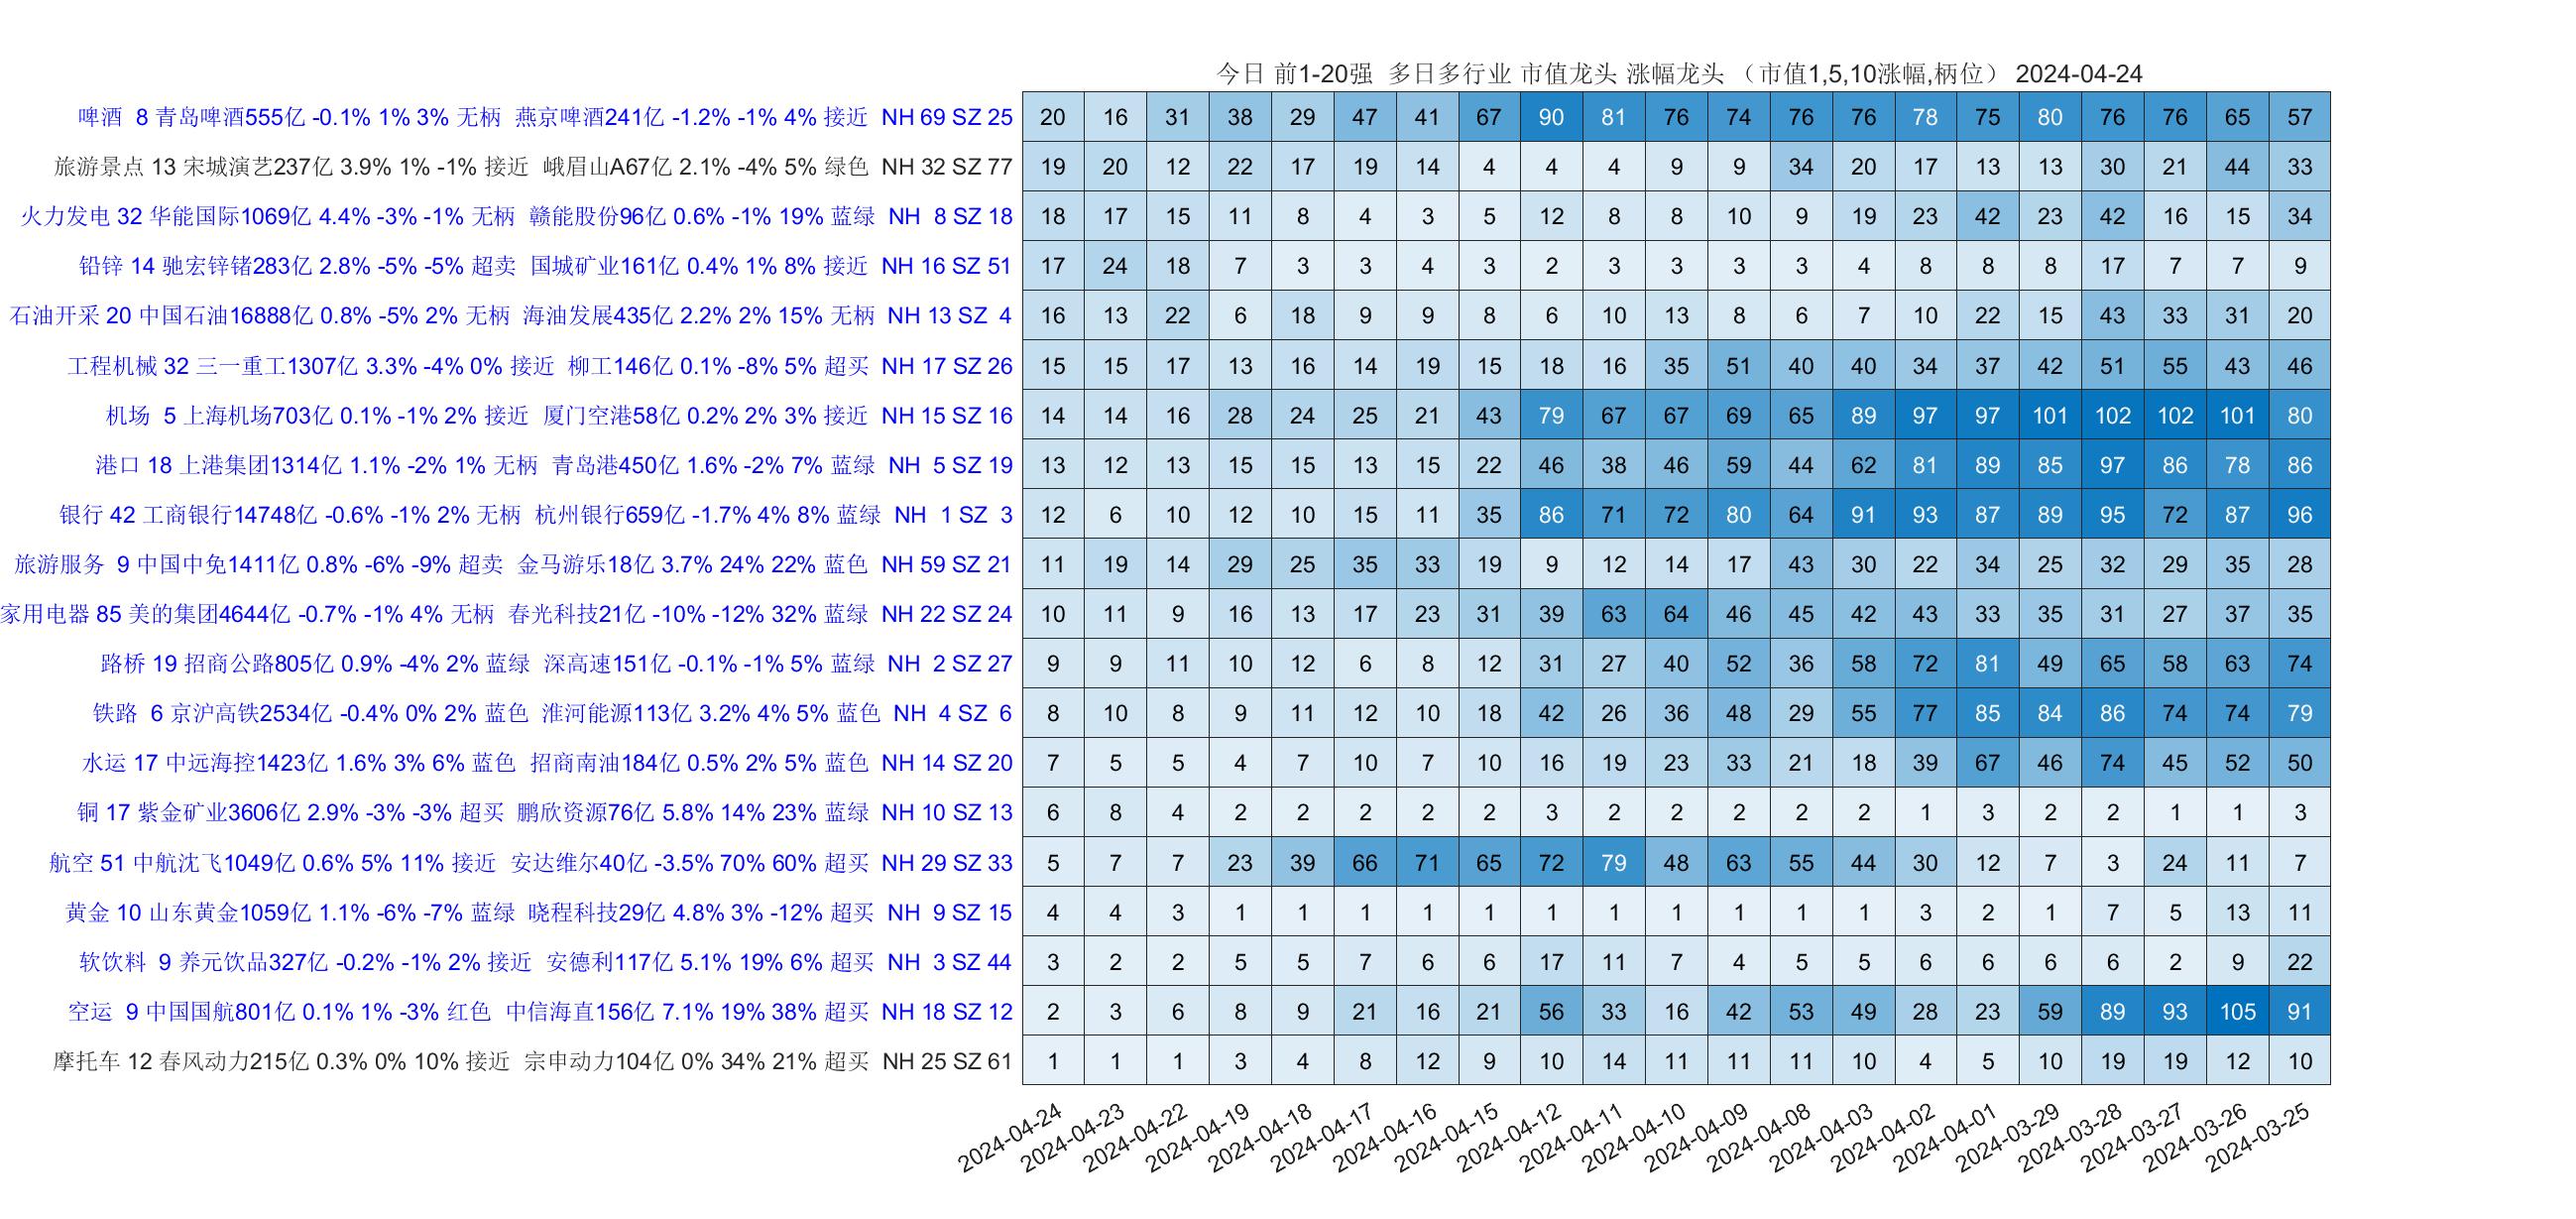 今日 前1-20强 多日多行业 市值龙头 涨幅龙头 （市值1,5,10涨幅,柄位） 2024-04-24
啤酒 8 青岛啤酒555亿 -0.1% 1% 3% 无柄 燕京啤酒241亿 -1.2% -1% 4% 接近 NH 69 SZ 25 20 16 31 38 29 47 41 67 90 81 76 74 76 76 78 75 80 76 76 65 57
旅游景点 13 宋城演艺237亿 3.9% 1% -1% 接近 峨眉山A67亿 2.1% -4% 5% 绿色 NH 32 SZ 77 19 20 12 22 17 19 14 4 4 4 9 9 34 20 17 13 13 30 21 44 33
火力发电 32 华能国际1069亿 4.4% -3% -1% 无柄 赣能股份96亿 0.6% -1% 19% 蓝绿 NH 8 SZ 18 18 17 15 11 8 4 3 5 12 8 8 10 9 19 23 42 23 42 16 15 34
铅锌 14 驰宏锌锗283亿 2.8% -5% -5% 超卖 国城矿业161亿 0.4% 1% 8% 接近 NH 16 SZ 51 17 24 18 7 3 3 4 3 2 3 3 3 3 4 8 8 8 17 7 7 9
石油开采 20 中国石油16888亿 0.8% -5% 2% 无柄 海油发展435亿 2.2% 2% 15% 无柄 NH 13 SZ 4 16 13 22 6 18 9 9 8 6 10 13 8 6 7 10 22 15 43 33 31 20
工程机械 32 三一重工1307亿 3.3% -4% 0% 接近 柳工146亿 0.1% -8% 5% 超买 NH 17 SZ 26 15 15 17 13 16 14 19 15 18 16 35 51 40 40 34 37 42 51 55 43 46
机场 5 上海机场703亿 0.1% -1% 2% 接近 厦门空港58亿 0.2% 2% 3% 接近 NH 15 SZ 16 14 14 16 28 24 25 21 43 79 67 67 69 65 89 97 97 101 102 102 101 80
港口 18 上港集团1314亿 1.1% -2% 1% 无柄 青岛港450亿 1.6% -2% 7% 蓝绿 NH 5 SZ 19 13 12 13 15 15 13 15 22 46 38 46 59 44 62 81 89 85 97 86 78 86
银行 42 工商银行14748亿 -0.6% -1% 2% 无柄 杭州银行659亿 -1.7% 4% 8% 蓝绿 NH 1 SZ 3 12 6 10 12 10 15 11 35 86 71 72 80 64 91 93 87 89 95 72 87 96
旅游服务 9 中国中免1411亿 0.8% -6% -9% 超卖 金马游乐18亿 3.7% 24% 22% 蓝色 NH 59 SZ 21 11 19 14 29 25 35 33 19 9 12 14 17 43 30 22 34 25 32 29 35 28
家用电器 85 美的集团4644亿 -0.7% -1% 4% 无柄 春光科技21亿 -10% -12% 32% 蓝绿 NH 22 SZ 24 10 11 9 16 13 17 23 31 39 63 64 46 45 42 43 33 35 31 27 37 35
路桥 19 招商公路805亿 0.9% -4% 2% 蓝绿 深高速151亿 -0.1% -1% 5% 蓝绿 NH 2 SZ 27 9 9 11 10 12 6 8 12 31 27 40 52 36 58 72 81 49 65 58 63 74
铁路 6 京沪高铁2534亿 -0.4% 0% 2% 蓝色 淮河能源113亿 3.2% 4% 5% 蓝色 NH 4 SZ 6 8 10 8 9 11 12 10 18 42 26 36 48 29 55 77 85 84 86 74 74 79
水运 17 中远海控1423亿 1.6% 3% 6% 蓝色 招商南油184亿 0.5% 2% 5% 蓝色 NH 14 SZ 20 7 5 5 4 7 10 7 10 16 19 23 33 21 18 39 67 46 74 45 52 50
铜 17 紫金矿业3606亿 2.9% -3% -3% 超买 鹏欣资源76亿 5.8% 14% 23% 蓝绿 NH 10 SZ 13 6 8 4 2 2 2 2 2 3 2 2 2 2 2 1 3 2 2 1 1 3
航空 51 中航沈飞1049亿 0.6% 5% 11% 接近 安达维尔40亿 -3.5% 70% 60% 超买 NH 29 SZ 33 5 7 7 23 39 66 71 65 72 79 48 63 55 44 30 12 7 3 24 11 7
黄金 10 山东黄金1059亿 1.1% -6% -7% 蓝绿 晓程科技29亿 4.8% 3% -12% 超买 NH 9 SZ 15 4 4 3 1 1 1 1 1 1 1 1 1 1 1 3 2 1 7 5 13 11
软饮料 9 养元饮品327亿 -0.2% -1% 2% 接近 安德利117亿 5.1% 19% 6% 超买 NH 3 SZ 44 3 2 2 5 5 7 6 6 17 11 7 4 5 5 6 6 6 6 2 9 22
空运 9 中国国航801亿 0.1% 1% -3% 红色 中信海直156亿 7.1% 19% 38% 超买 NH 18 SZ 12 2 3 6 8 9 21 16 21 56 33 16 42 53 49 28 23 59 89 93 105 91
摩托车 12 春风动力215亿 0.3% 0% 10% 接近 宗申动力104亿 0% 34% 21% 超买 NH 25 SZ 61 1 1 1 3 4 8 12 9 10 14 11 11 11 10 4 5 10 19 19 12 10
2024-04-24 2024-04-23 2024-04-22 2024-04-19 2024-04-18 2024-04-17 2024-04-16 2024-04-15 2024-04-12 2024-04-11 2024-04-10 2024-04-09 2024-04-08 2024-04-03 2024-04-02 2024-04-01 2024-03-29 2024-03-28 2024-03-27 2024-03-26 2024-03-25